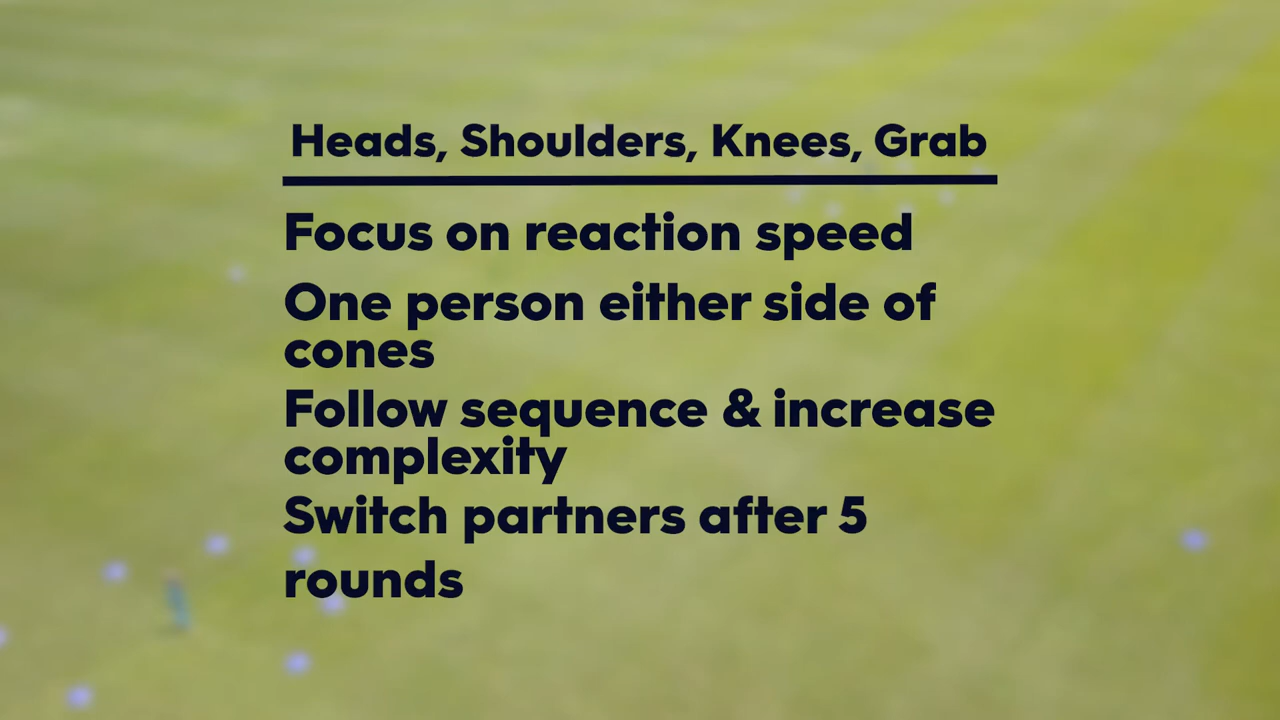 Heads, Shoulders, Knees, Grab
Focus on reaction speed
One person either side of
cones
Follow sequence & increase
complexity
Switch partners after 5
rounds